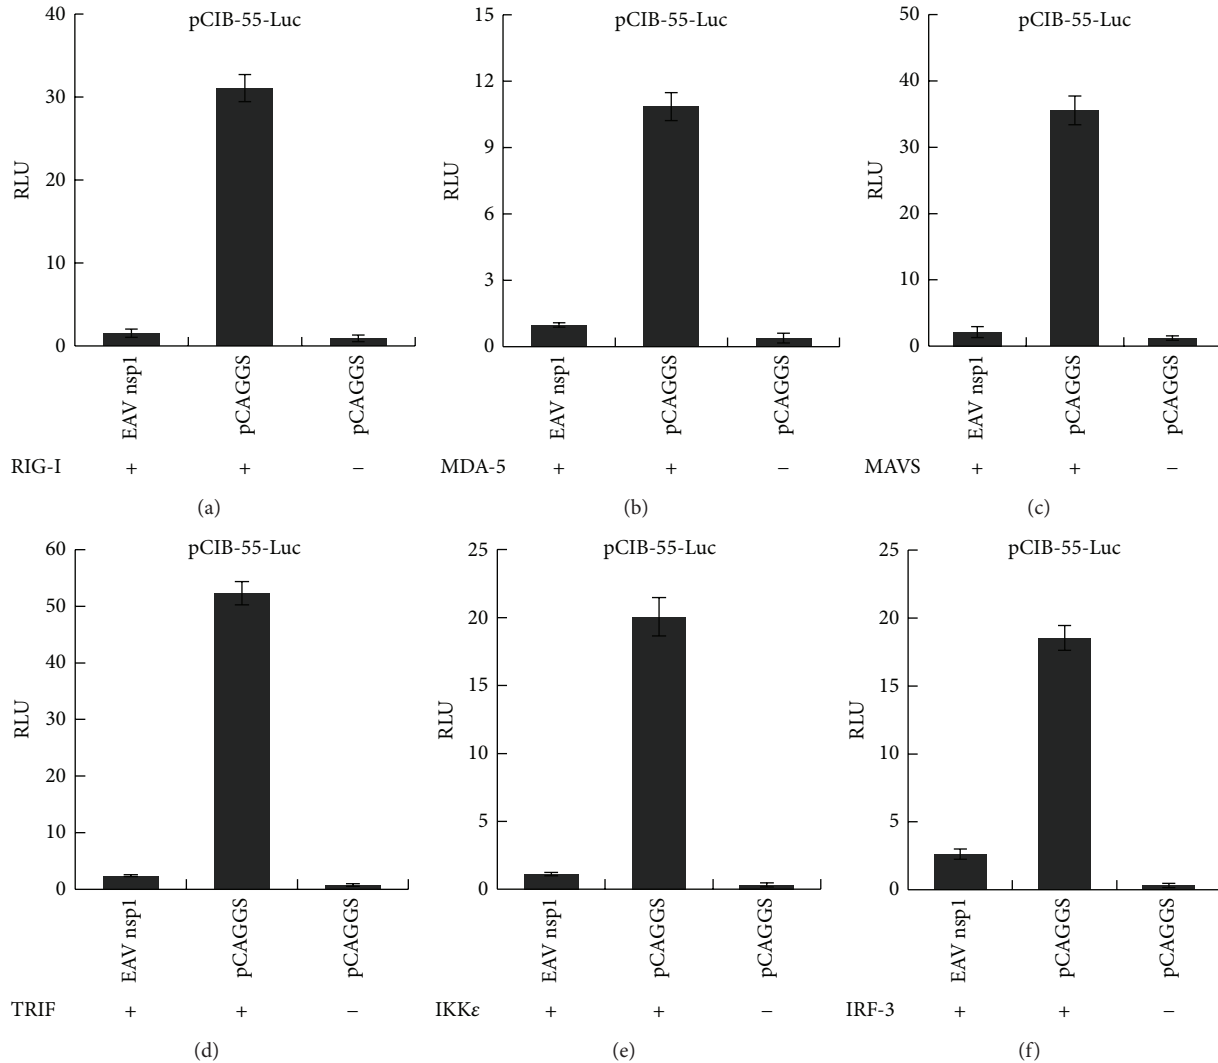 pCIB-55-Luc
40
30
20
10
0
RLU
EAV nsp1
pCAGGS
pCAGGS
RIG-I + + −
(a)
pCIB-55-Luc
15
12
9
6
3
0
RLU
EAV nsp1
pCAGGS
pCAGGS
MDA-5 + + −
(b)
pCIB-55-Luc
50
40
30
20
10
0
RLU
EAV nsp1
pCAGGS
pCAGGS
MAVS + + −
(c)
pCIB-55-Luc
60
50
40
30
20
10
0
RLU
EAV nsp1
pCAGGS
pCAGGS
TRIF + + −
(d)
pCIB-55-Luc
25
20
15
10
5
0
RLU
EAV nsp1
pCAGGS
pCAGGS
IKKε + + −
(e)
pCIB-55-Luc
25
20
15
10
5
0
RLU
EAV nsp1
pCAGGS
pCAGGS
IRF-3 + + −
(f)